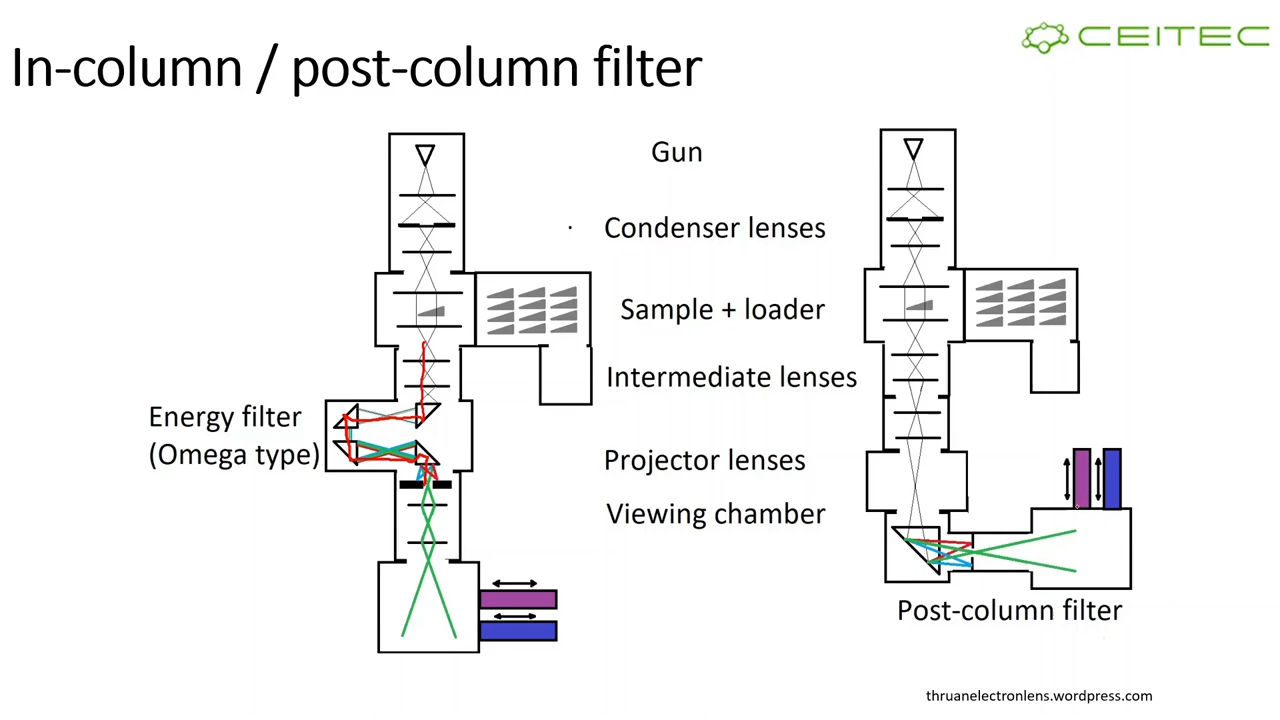 CEITEC
In-column / post-column filter
Gun
Condenser lenses
Sample + loader
Intermediate lenses
Energy filter
(Omega type)
Projector lenses
Viewing chamber
Post-column filter
thruanelectronlens.wordpress.com